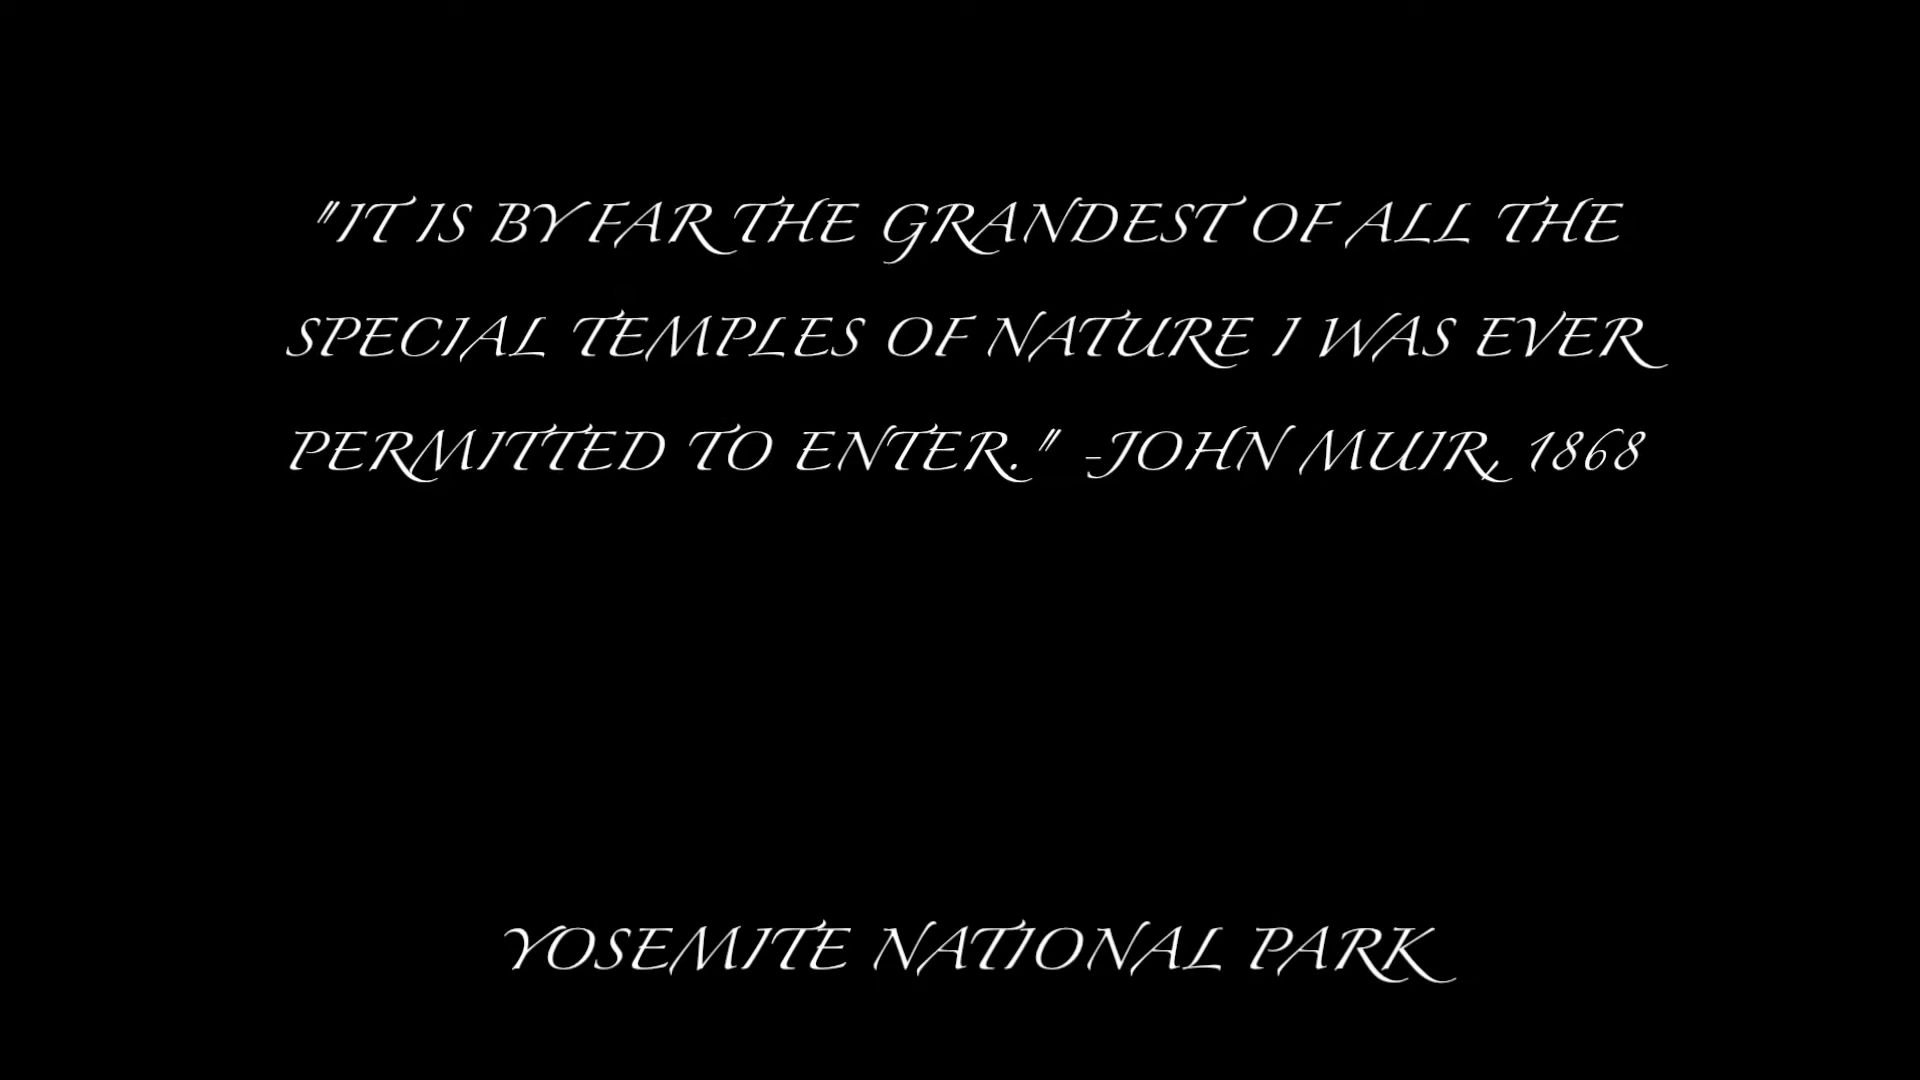 "IT IS BY FAR THE GRANDEST OF ALL THE
SPECIAL TEMPLES OF NATURE I WAS EVER
PERMITTED TO ENTER." -JOHN MUIR, 1868
YOSEMITE NATIONAL PARK